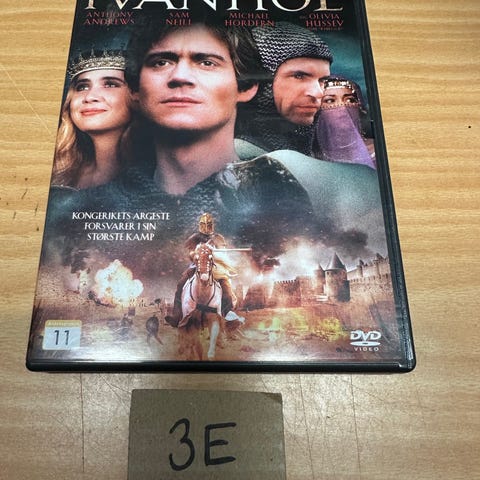 IVANHOE
ANTHONY ANDREWS
SAM NEILL
MICHAEL HORDERN
OLIVIA HUSSEY
KONGERIKETS ARGESTE
FORSVARER I SIN
STØRSTE KAMP
11
DVD
VIDEO
3E